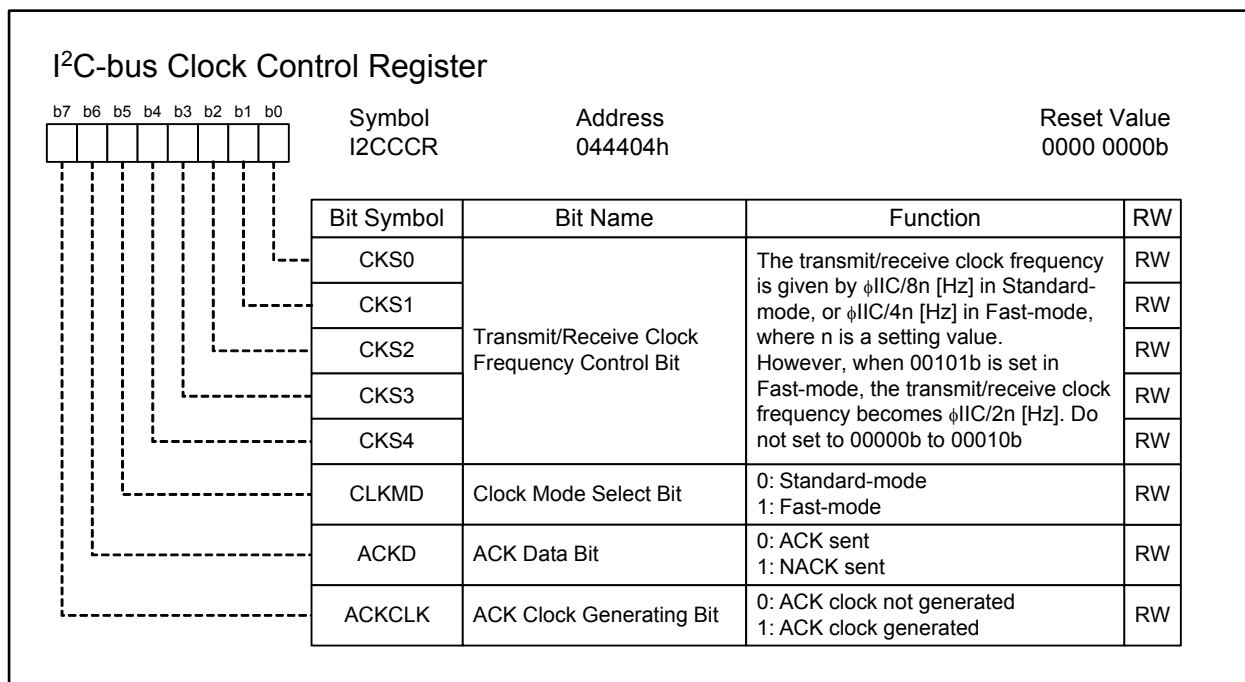 I²C-bus Clock Control Register
b7 b6 b5 b4 b3 b2 b1 b0
Symbol Address Reset Value
I2CCCR 044404h 0000 0000b
Bit Symbol Bit Name Function RW
CKS0 RW
CKS1 RW
CKS2 RW
CKS3 RW
CKS4 RW
Transmit/Receive Clock
Frequency Control Bit
The transmit/receive clock frequency
is given by ϕIIC/8n [Hz] in Standard-
mode, or ϕIIC/4n [Hz] in Fast-mode,
where n is a setting value.
However, when 00101b is set in
Fast-mode, the transmit/receive clock
frequency becomes ϕIIC/2n [Hz]. Do
not set to 00000b to 00010b
CLKMD Clock Mode Select Bit RW
0: Standard-mode
1: Fast-mode
ACKD ACK Data Bit RW
0: ACK sent
1: NACK sent
ACKCLK ACK Clock Generating Bit RW
0: ACK clock not generated
1: ACK clock generated